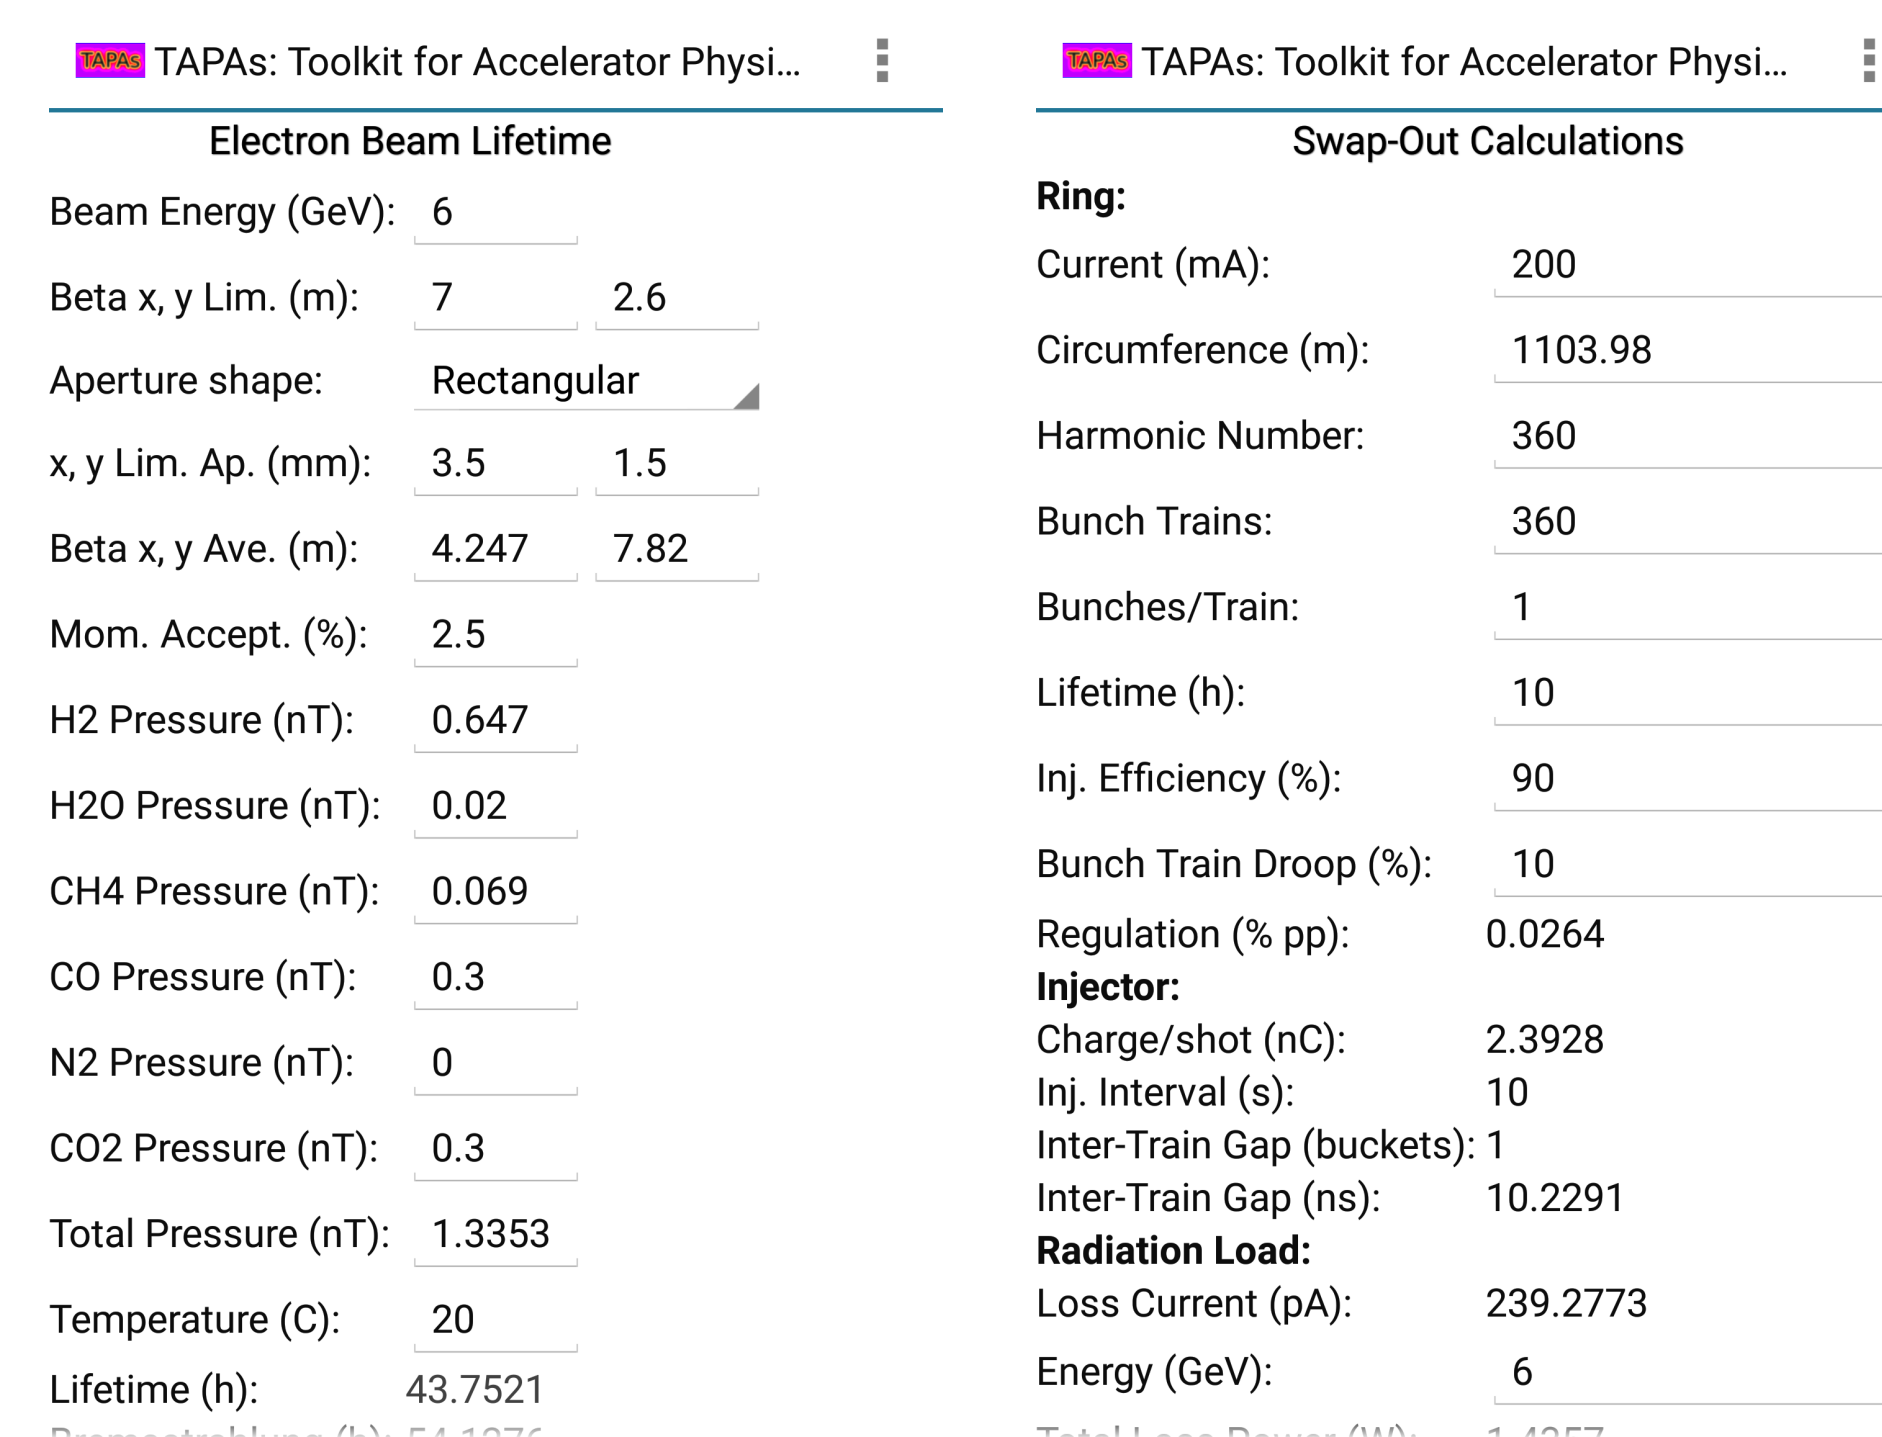 TAPAs TAPAs: Toolkit for Accelerator Physi...
Electron Beam Lifetime
Beam Energy (GeV): 6
Beta x, y Lim. (m): 7 2.6
Aperture shape: Rectangular
x, y Lim. Ap. (mm): 3.5 1.5
Beta x, y Ave. (m): 4.247 7.82
Mom. Accept. (%): 2.5
H2 Pressure (nT): 0.647
H2O Pressure (nT): 0.02
CH4 Pressure (nT): 0.069
CO Pressure (nT): 0.3
N2 Pressure (nT): 0
CO2 Pressure (nT): 0.3
Total Pressure (nT): 1.3353
Temperature (C): 20
Lifetime (h): 43.7521
TAPAs TAPAs: Toolkit for Accelerator Physi...
Swap-Out Calculations
Ring:
Current (mA): 200
Circumference (m): 1103.98
Harmonic Number: 360
Bunch Trains: 360
Bunches/Train: 1
Lifetime (h): 10
Inj. Efficiency (%): 90
Bunch Train Droop (%): 10
Regulation (% pp): 0.0264
Injector:
Charge/shot (nC): 2.3928
Inj. Interval (s): 10
Inter-Train Gap (buckets): 1
Inter-Train Gap (ns): 10.2291
Radiation Load:
Loss Current (pA): 239.2773
Energy (GeV): 6
Total Loss Power (W):